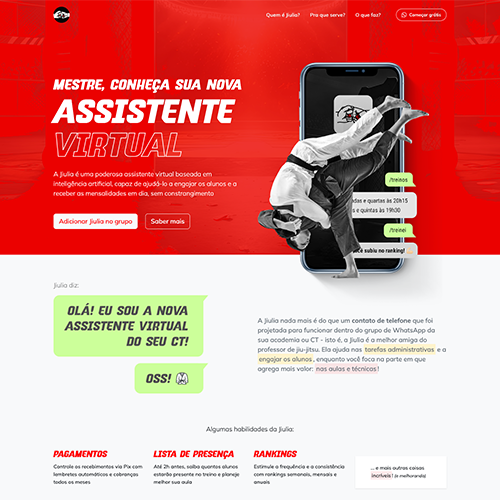 Quem é Jiulia? Pra que serve? O que faz? Começar grátis
MESTRE, CONHEÇA SUA NOVA
ASSISTENTE
VIRTUAL
A Jiulia é uma poderosa assistente virtual baseada em
inteligência artificial, capaz de ajudá-lo a engajar os alunos e a
receber as mensalidades em dia, sem constrangimento
Adicionar Jiulia no grupo Saber mais
/treinos
das e quartas às 20h15
s e quintas às 19h30
/treinei
cê subiu no ranking!
Jiulia diz:
OLÁ! EU SOU A NOVA
ASSISTENTE VIRTUAL
DO SEU CT!
OSS!
A Jiulia nada mais é do que um contato de telefone que foi
projetada para funcionar dentro do grupo de WhatsApp da
sua academia ou CT - isto é, a Jiulia é a melhor amiga do
professor de jiu-jitsu. Ela ajuda nas tarefas administrativas e a
engajar os alunos, enquanto você foca na parte em que
agrega mais valor: nas aulas e técnicas!
Algumas habilidades da Jiulia:
PAGAMENTOS
Controle os recebimentos via Pix com
lembretes automáticos e cobranças
todos os meses
LISTA DE PRESENÇA
Até 2h antes, saiba quantos alunos
estarão presente no treino e planeje
melhor sua aula
RANKINGS
Estimule a frequência e a consistência
com rankings semanais, mensais e
anuais
... e mais outras coisas
incríveis! (e melhorando)